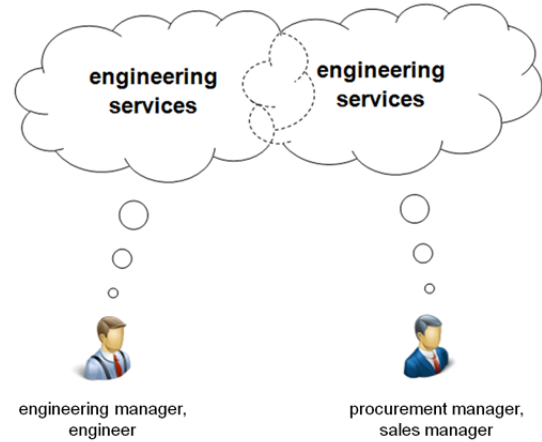 engineering
services
engineering
services
engineering manager,
engineer
procurement manager,
sales manager